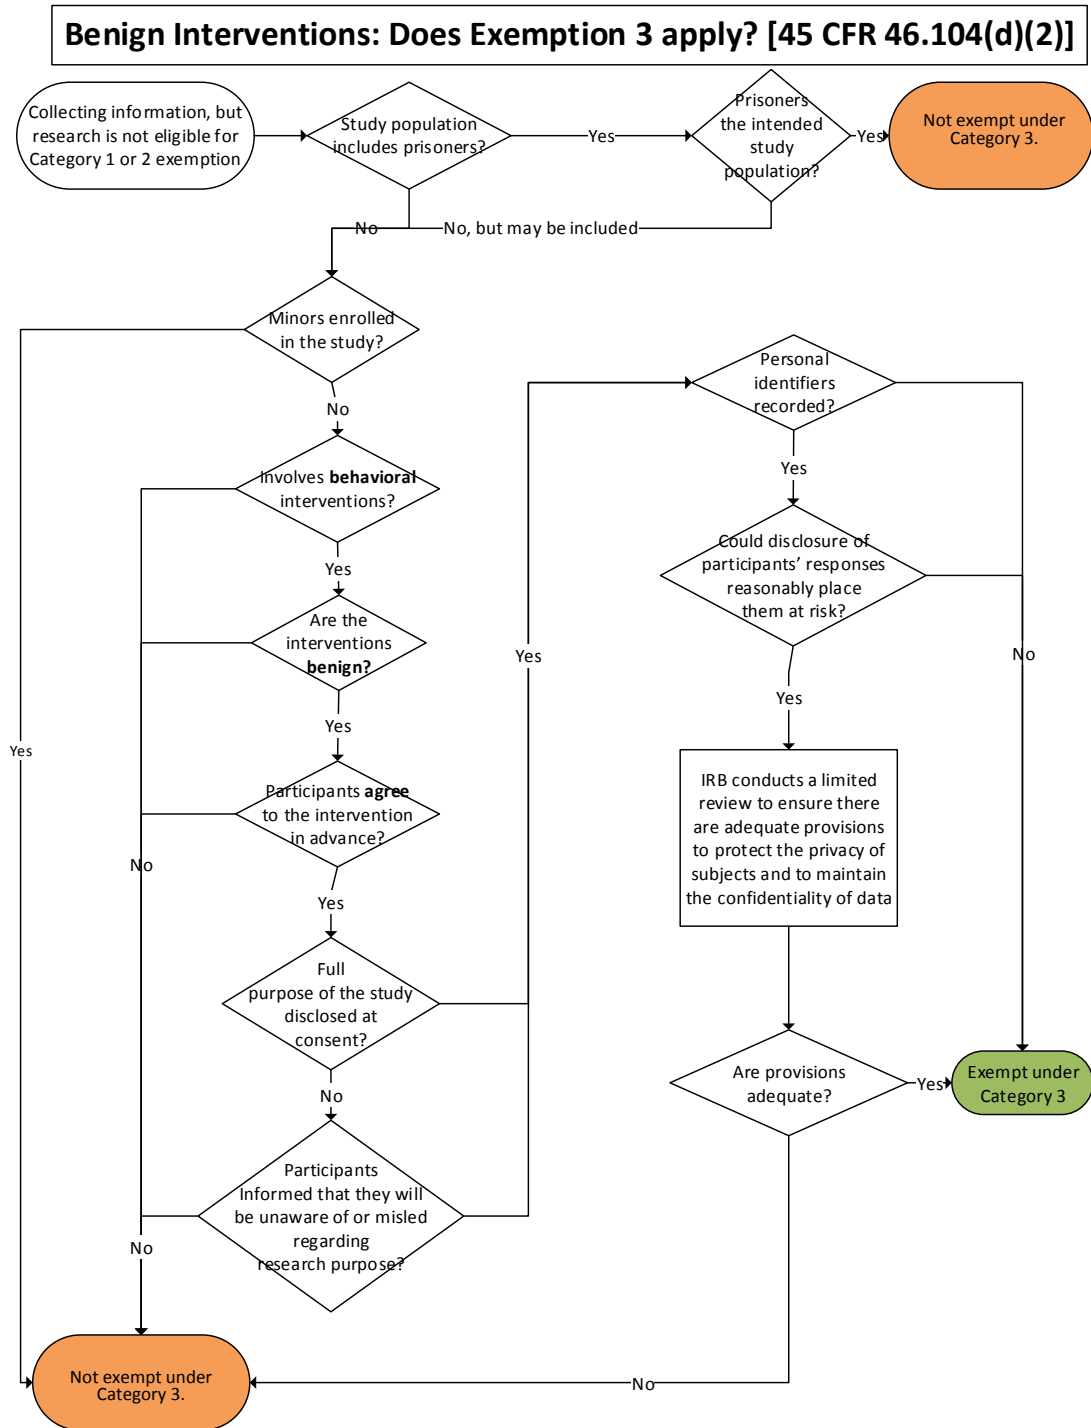 Benign Interventions: Does Exemption 3 apply? [45 CFR 46.104(d)(2)]
Collecting information, but
research is not eligible for
Category 1 or 2 exemption
Study population
includes prisoners?
Yes
Prisoners
the intended
study
population?
Yes
Not exempt under
Category 3.
No
No, but may be included
Minors enrolled
in the study?
Yes
No
Involves behavioral
interventions?
Yes
Are the
interventions
benign?
Yes
Participants agree
to the intervention
in advance?
No
Yes
Full
purpose of the study
disclosed at
consent?
Yes
No
Participants
Informed that they will
be unaware of or misled
regarding
research purpose?
No
Not exempt under
Category 3.
Personal
identifiers
recorded?
Yes
Could disclosure of
participants’ responses
reasonably place
them at risk?
No
Yes
IRB conducts a limited
review to ensure there
are adequate provisions
to protect the privacy of
subjects and to maintain
the confidentiality of data
Are provisions
adequate?
Yes
Exempt under
Category 3
No